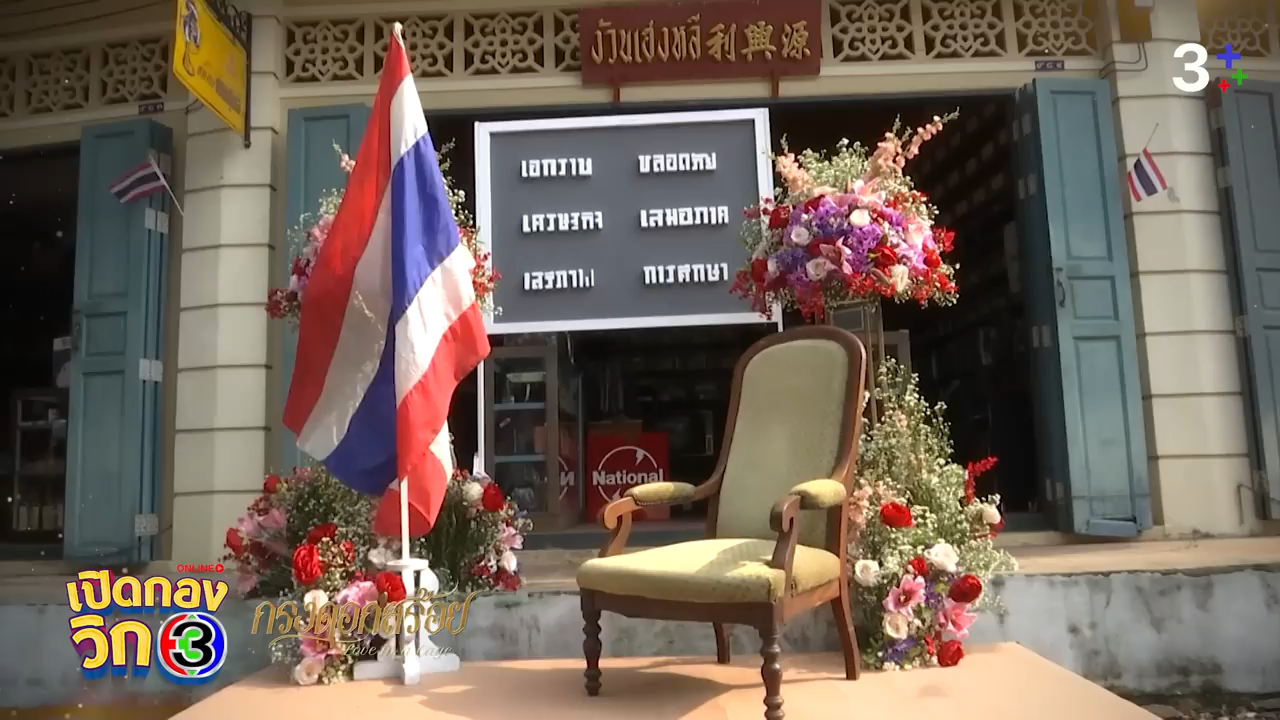 3+
ง้วนเฮงหลี利興源
เอกราช ปลอดภัย
เศรษฐกิจ เสมอภาค
เสรีภาพ การศึกษา
National
ONLINE
เปิดกอง
วิก 3
กรงดอกสร้อย
Love in a Cage